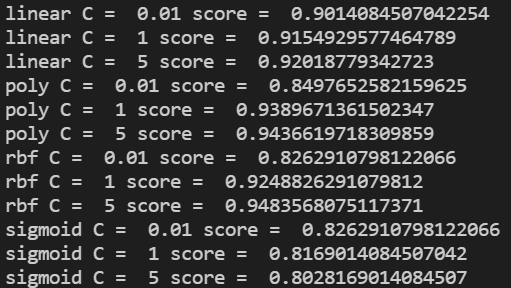 linear C =  0.01 score =  0.9014084507042254
linear C =  1 score =  0.9154929577464789
linear C =  5 score =  0.92018779342723
poly C =  0.01 score =  0.8497652582159625
poly C =  1 score =  0.9389671361502347
poly C =  5 score =  0.9436619718309859
rbf C =  0.01 score =  0.8262910798122066
rbf C =  1 score =  0.9248826291079812
rbf C =  5 score =  0.9483568075117371
sigmoid C =  0.01 score =  0.8262910798122066
sigmoid C =  1 score =  0.8169014084507042
sigmoid C =  5 score =  0.8028169014084507